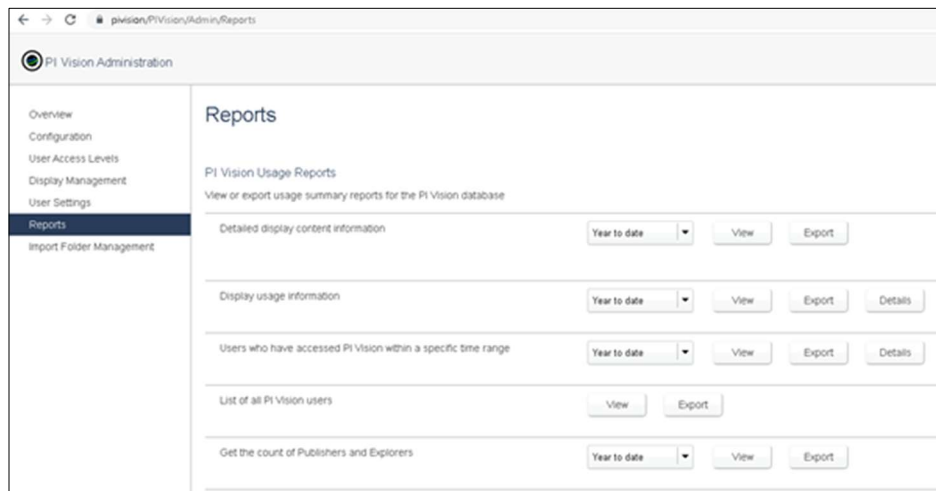 pivision/PIVision/Admin/Reports
PI Vision Administration
Overview
Configuration
User Access Levels
Display Management
User Settings
Reports
Import Folder Management
Reports
PI Vision Usage Reports
View or export usage summary reports for the PI Vision database
Detailed display content information Year to date View Export
Display usage information Year to date View Export Details
Users who have accessed PI Vision within a specific time range Year to date View Export Details
List of all PI Vision users View Export
Get the count of Publishers and Explorers Year to date View Export